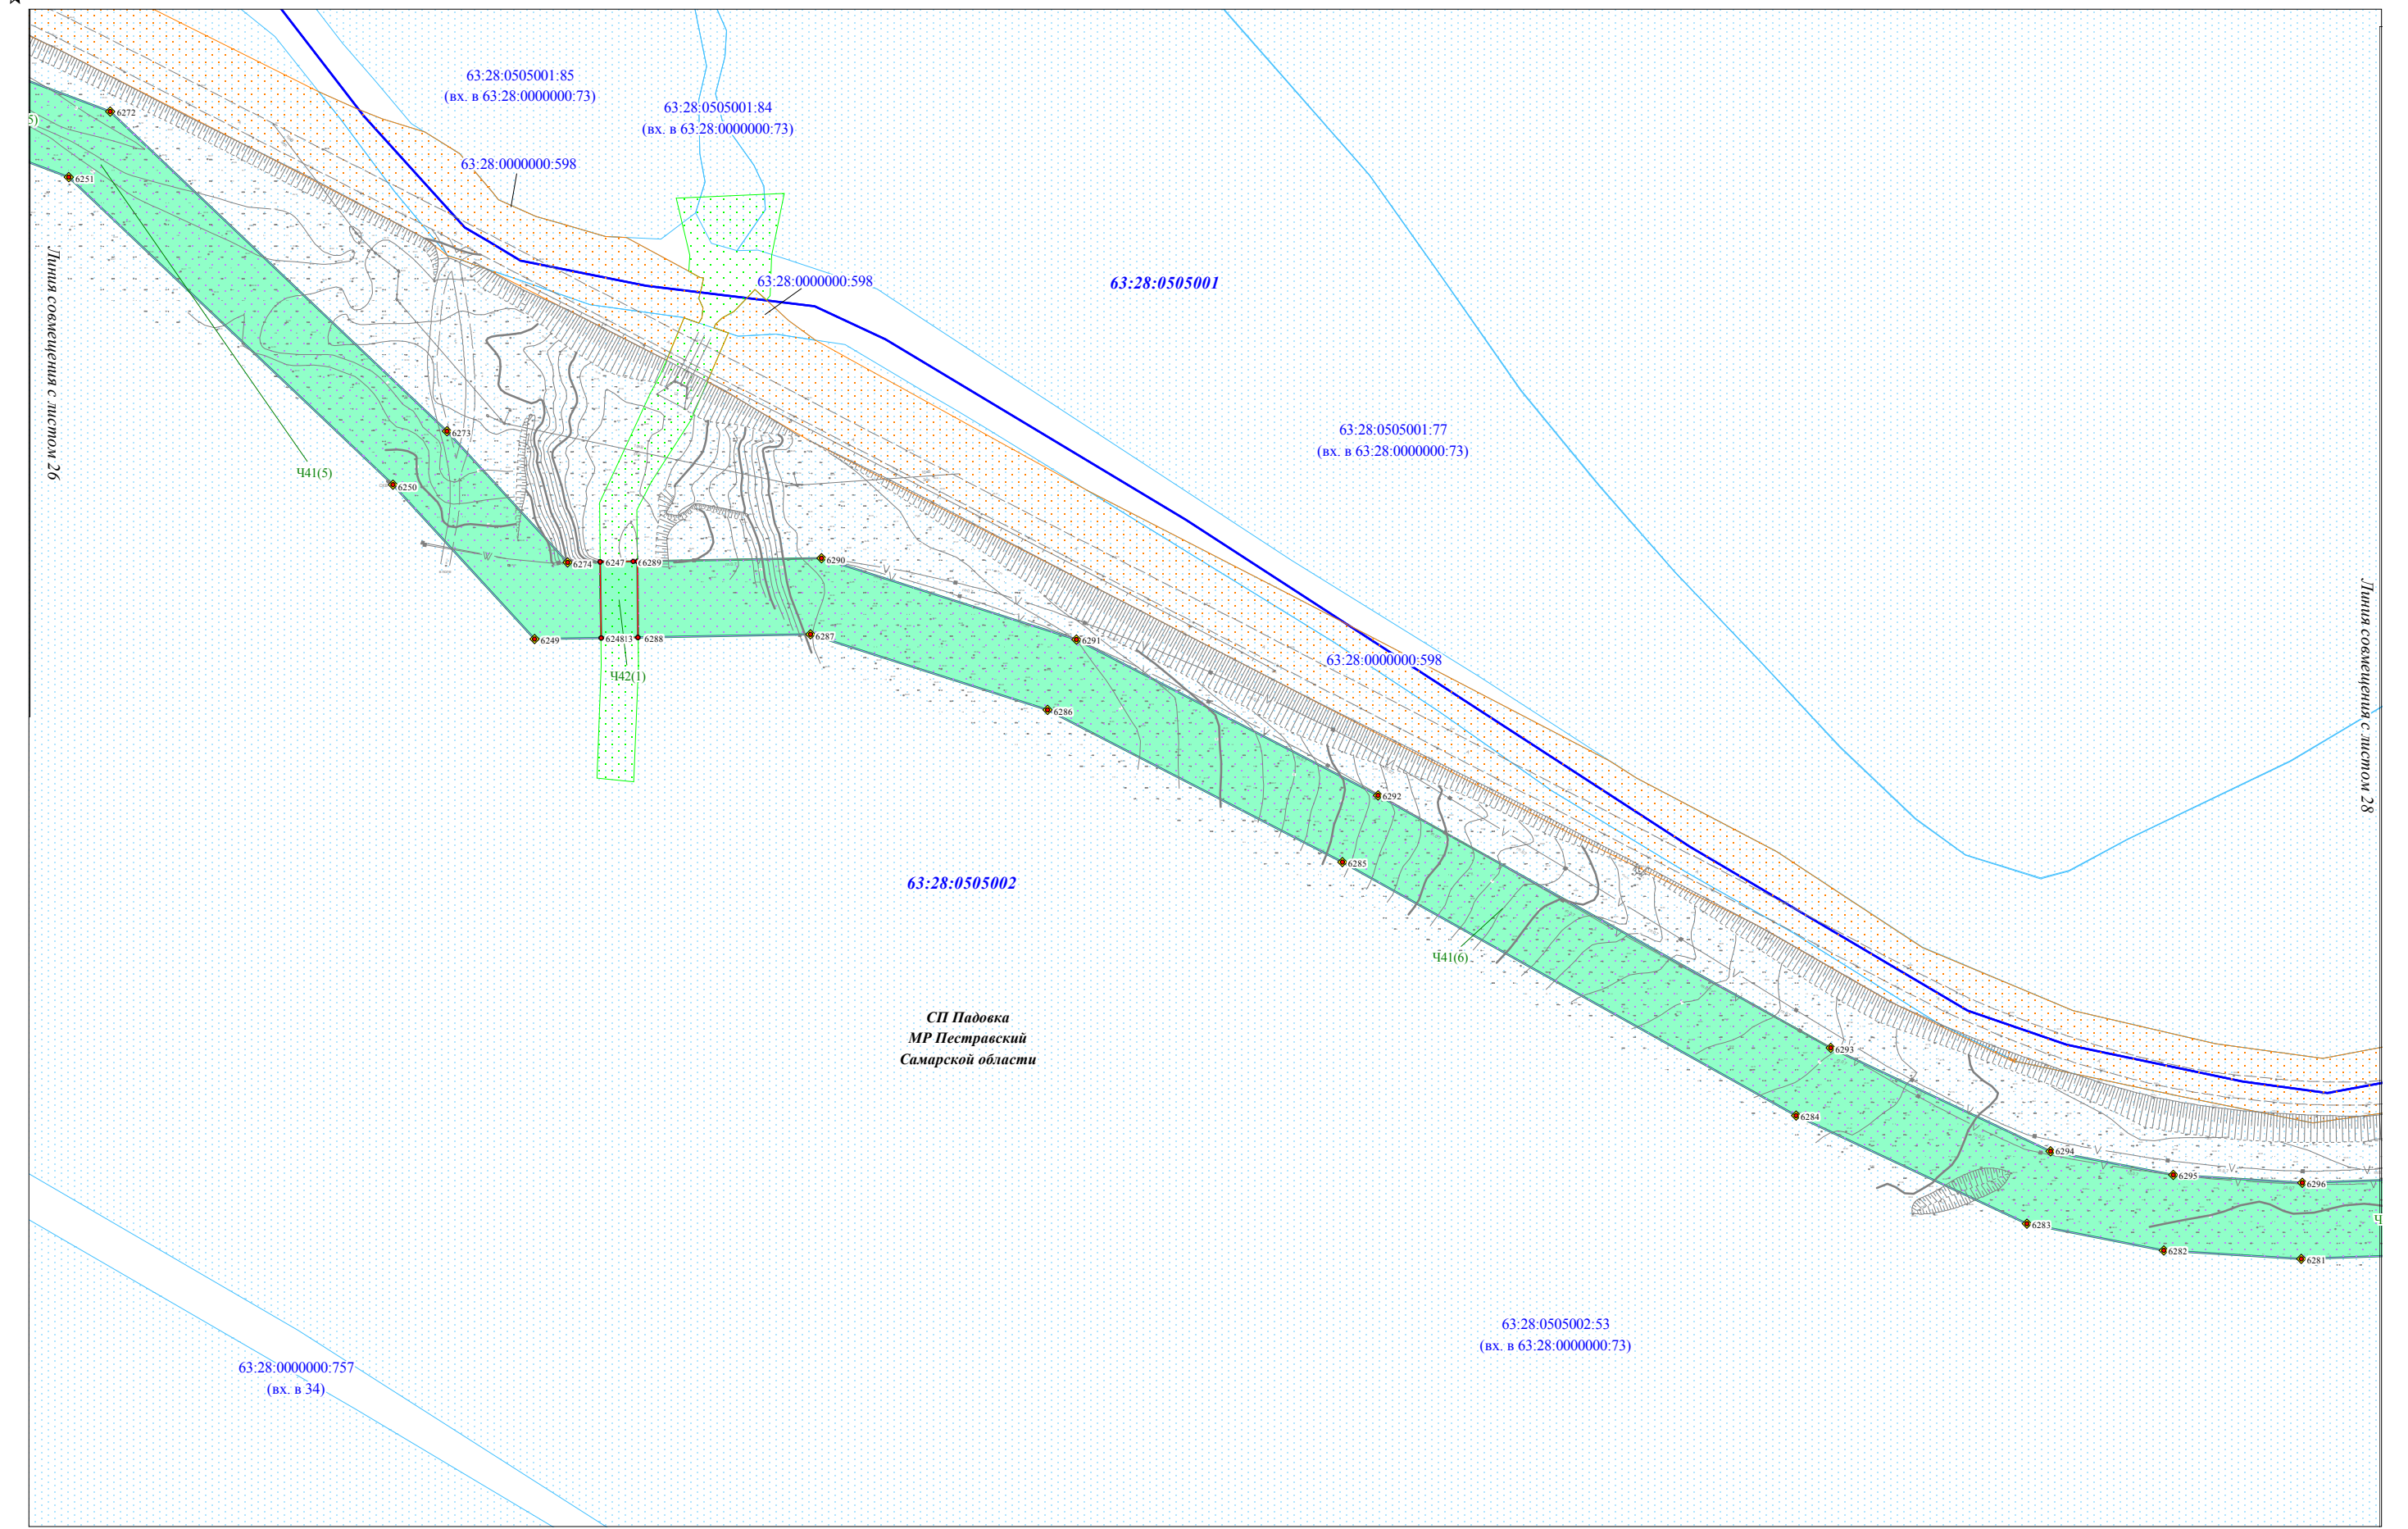 63:28:0505001:85
(вх. в 63:28:0000000:73)
63:28:0505001:84
(вх. в 63:28:0000000:73)
6272
5)
63:28:0000000:598
6251
63:28:0000000:598
63:28:0505001
Линия совмещения с листом 26
63:28:0505001:77
(вх. в 63:28:0000000:73)
6273
Ч41(5)
6250
6274
6247
6289
6290
Линия совмещения с листом 28
6249
6248
13
6288
6287
6291
63:28:0000000:598
Ч42(1)
6286
6292
6285
63:28:0505002
Ч41(6)
СП Падовка
МР Пестравский
Самарской области
6293
6284
6294
6295
6296
6283
Ч
6282
6281
63:28:0505002:53
(вх. в 63:28:0000000:73)
63:28:0000000:757
(вх. в 34)